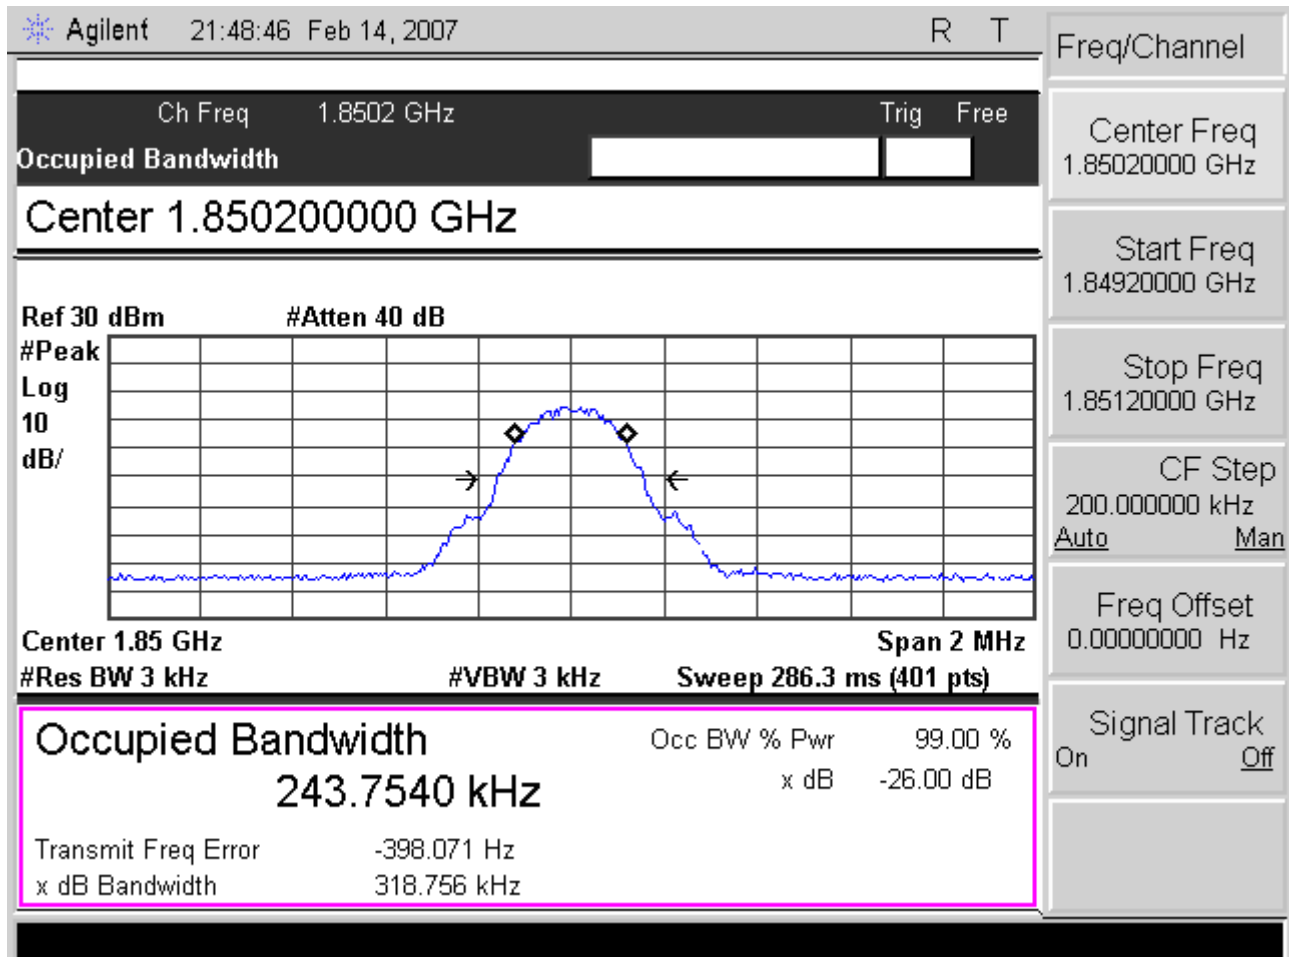 Agilent 21:48:46 Feb 14, 2007 R T
Freq/Channel
Ch Freq 1.8502 GHz Trig Free
Occupied Bandwidth
Center 1.850200000 GHz
Ref 30 dBm #Atten 40 dB
#Peak
Log
10
dB/
Center 1.85 GHz Span 2 MHz
#Res BW 3 kHz #VBW 3 kHz Sweep 286.3 ms (401 pts)
Occupied Bandwidth Occ BW % Pwr 99.00 %
243.7540 kHz x dB -26.00 dB
Transmit Freq Error -398.071 Hz
x dB Bandwidth 318.756 kHz
Center Freq
1.85020000 GHz
Start Freq
1.84920000 GHz
Stop Freq
1.85120000 GHz
CF Step
200.000000 kHz
Auto Man
Freq Offset
0.00000000 Hz
Signal Track
On Off